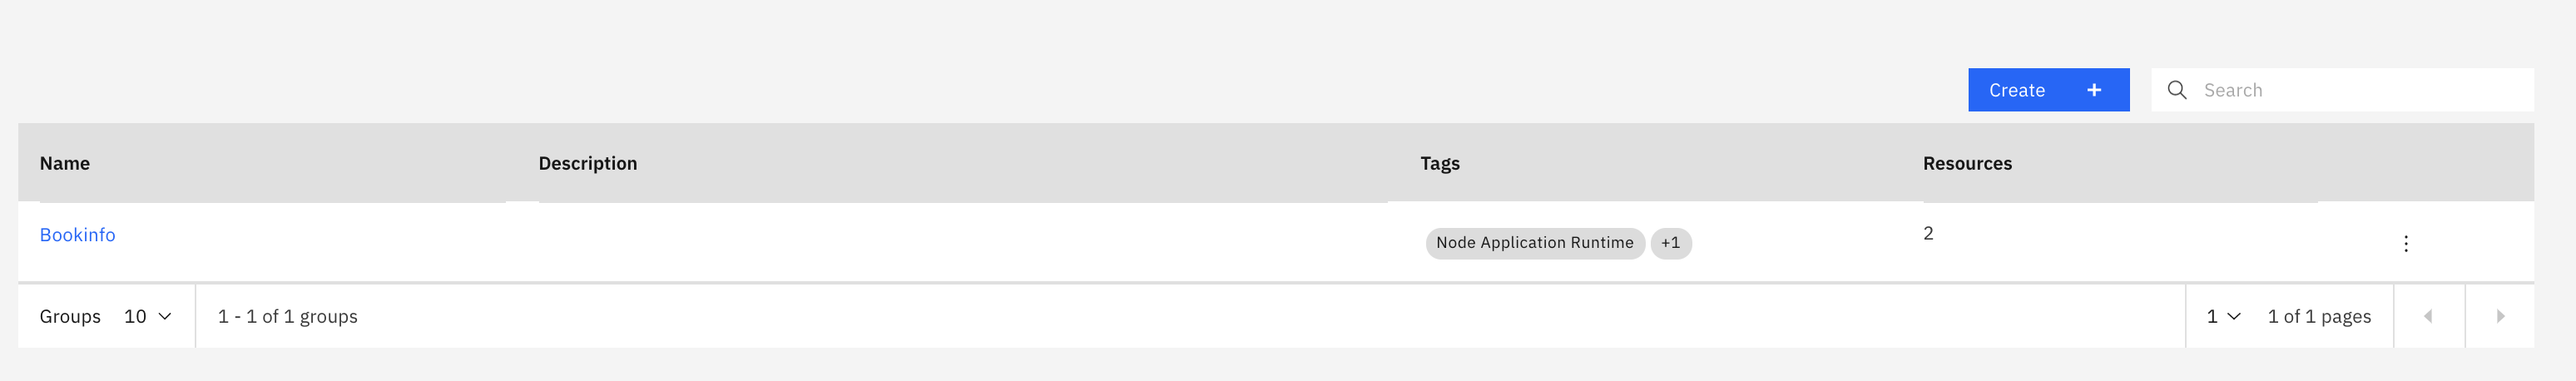 Create + Search
Name Description Tags Resources
Bookinfo Node Application Runtime +1 2
Groups 10 1 - 1 of 1 groups 1 1 of 1 pages